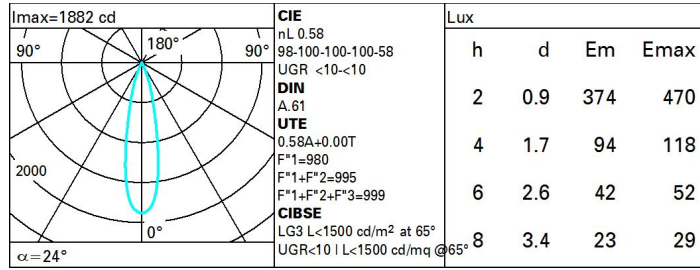 Imax=1882 cd
90°
180°
90°
2000
0°
α=24°
CIE
nL 0.58
98-100-100-100-58
UGR <10-<10
DIN
A.61
UTE
0.58A+0.00T
F"1=980
F"1+F"2=995
F"1+F"2+F"3=999
CIBSE
LG3 L<1500 cd/m² at 65°
UGR<10 | L<1500 cd/mq @65°
Lux
h d Em Emax
2 0.9 374 470
4 1.7 94 118
6 2.6 42 52
8 3.4 23 29